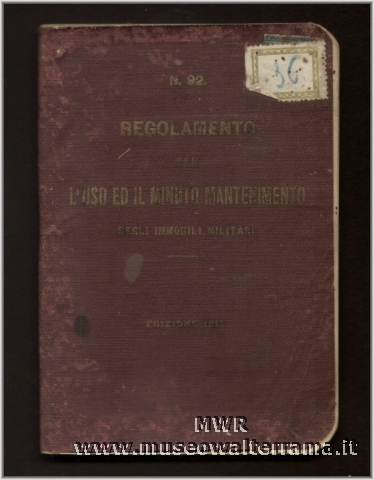 N. 92.
36
REGOLAMENTO
PER
L'USO ED IL MINUTO MANTENIMENTO
DEGLI IMMOBILI MILITARI
EDIZIONE
MWR
www.museowalterrama.it